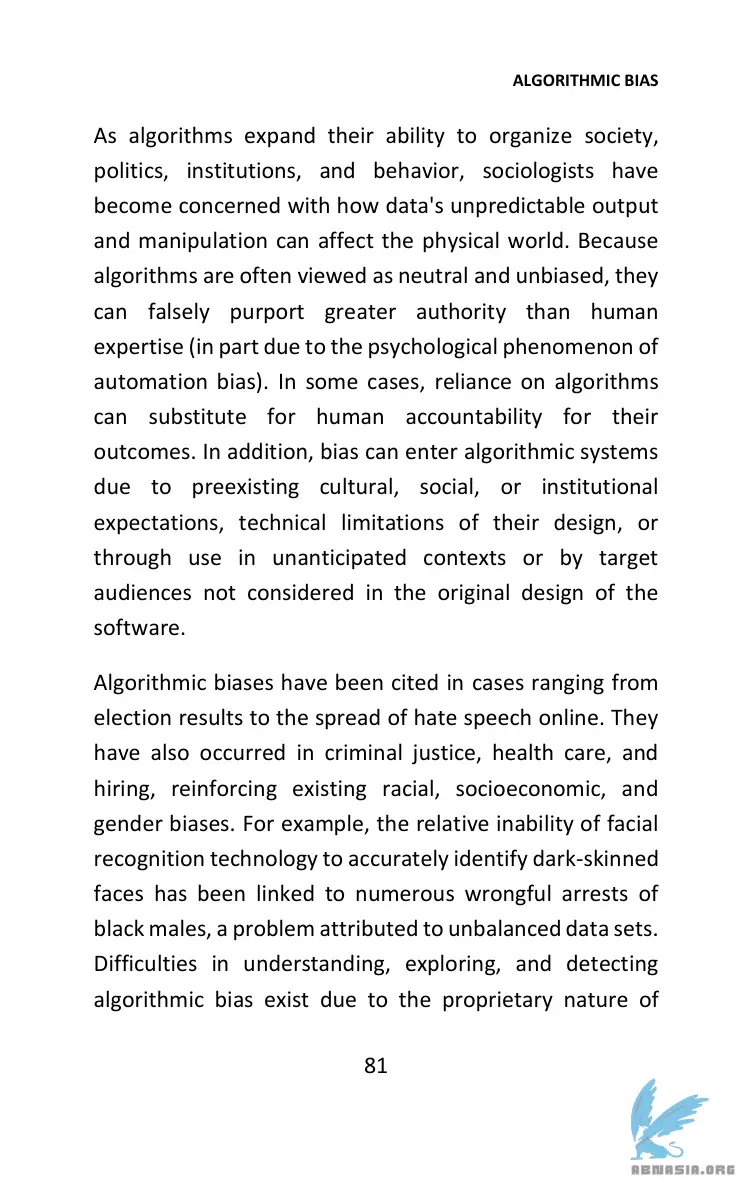 ALGORITHMIC BIAS
As algorithms expand their ability to organize society,
politics, institutions, and behavior, sociologists have
become concerned with how data's unpredictable output
and manipulation can affect the physical world. Because
algorithms are often viewed as neutral and unbiased, they
can falsely purport greater authority than human
expertise (in part due to the psychological phenomenon of
automation bias). In some cases, reliance on algorithms
can substitute for human accountability for their
outcomes. In addition, bias can enter algorithmic systems
due to preexisting cultural, social, or institutional
expectations, technical limitations of their design, or
through use in unanticipated contexts or by target
audiences not considered in the original design of the
software.
Algorithmic biases have been cited in cases ranging from
election results to the spread of hate speech online. They
have also occurred in criminal justice, health care, and
hiring, reinforcing existing racial, socioeconomic, and
gender biases. For example, the relative inability of facial
recognition technology to accurately identify dark-skinned
faces has been linked to numerous wrongful arrests of
black males, a problem attributed to unbalanced data sets.
Difficulties in understanding, exploring, and detecting
algorithmic bias exist due to the proprietary nature of
81
ABNASIA.ORG